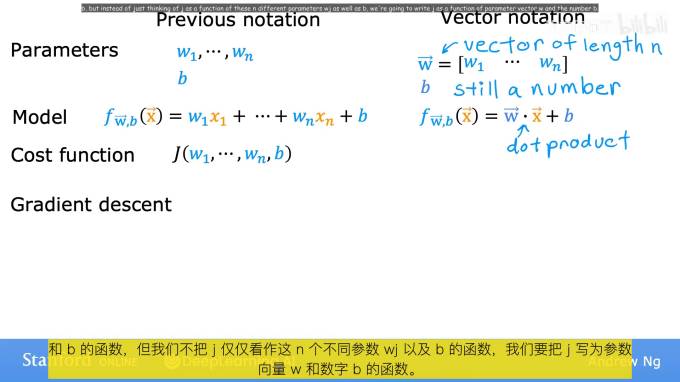 b, but instead of just thinking of j as a function of these n different parameters wj as well as b, we're going to write j as a function of parameter vector w and the number b.
Previous notation Vector notation
Parameters w₁,⋯,wₙ w⃗ = [w₁ ⋯ wₙ] vector of length n
b b still a number
Model f_w⃗,b(x⃗) = w₁x₁ + ⋯ + wₙxₙ + b f_w⃗,b(x⃗) = w⃗ · x⃗ + b
dot product
Cost function J(w₁,⋯,wₙ,b)
Gradient descent
和 b 的函数，但我们不把 j 仅仅看作这 n 个不同参数 wj 以及 b 的函数，我们要把 j 写为参数
向量 w 和数字 b 的函数。
Stanford ONLINE DeepLearning Andrew Ng